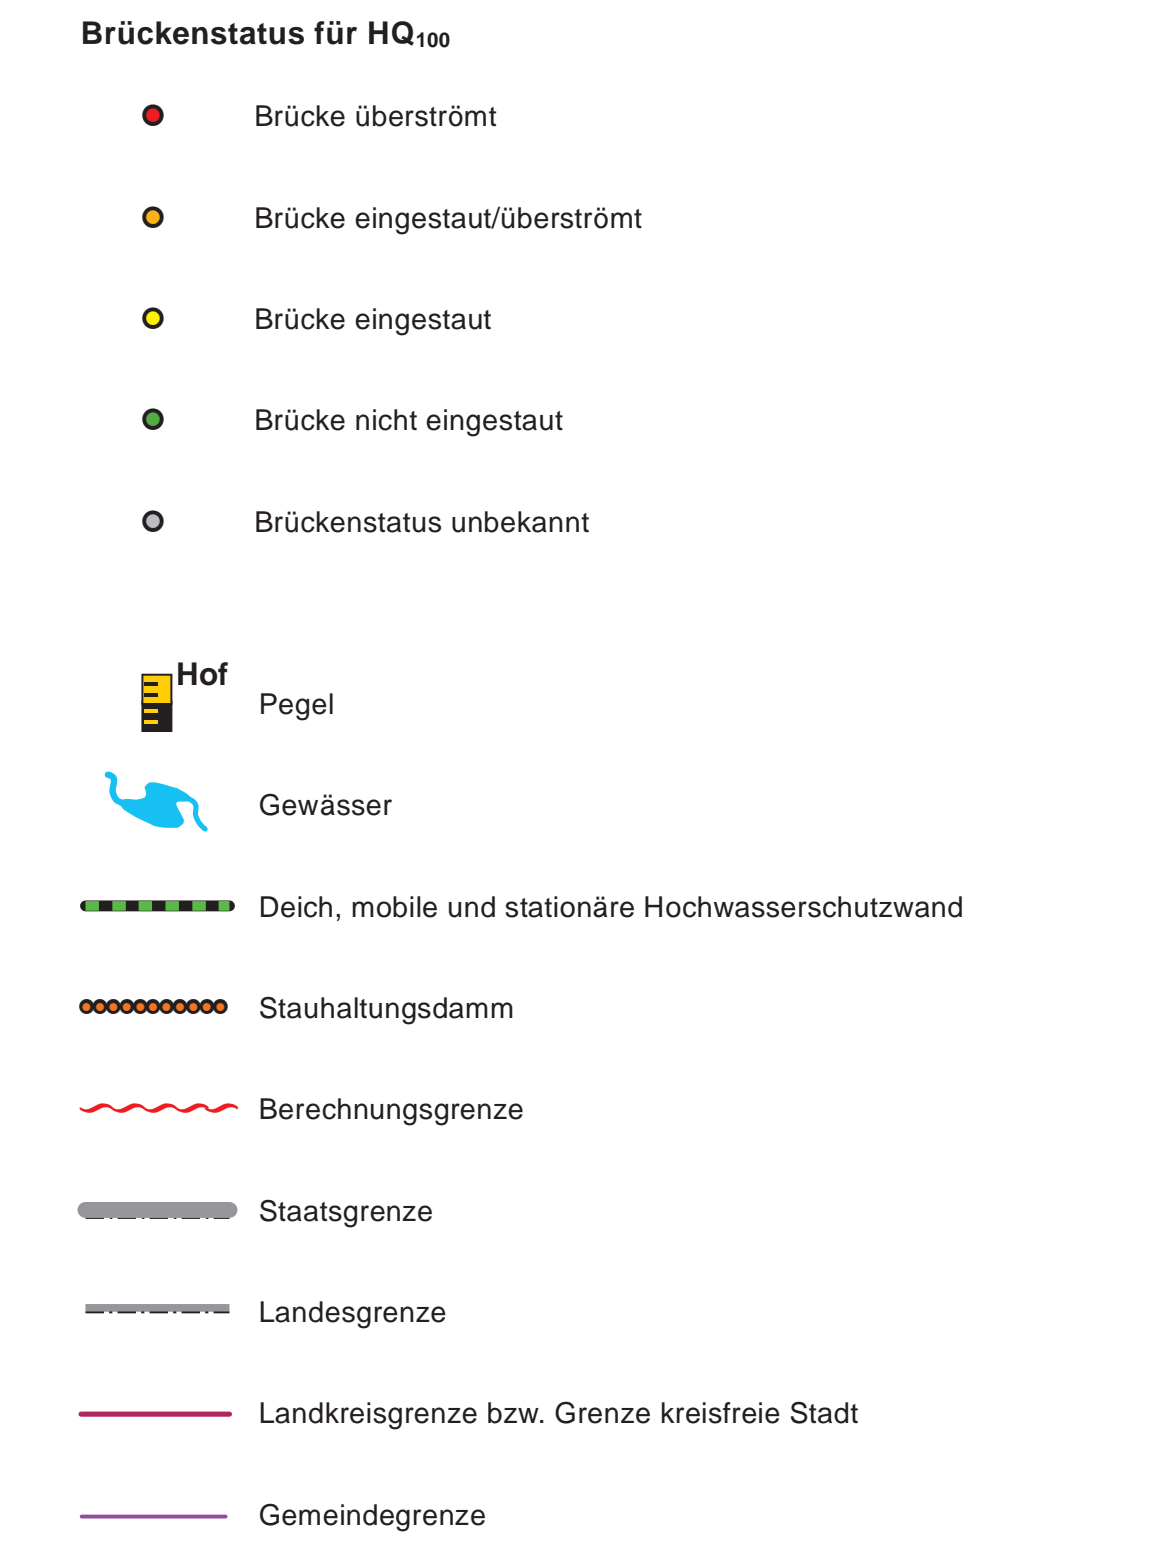 Brückenstatus für HQ100
Brücke überströmt
Brücke eingestaut/überströmt
Brücke eingestaut
Brücke nicht eingestaut
Brückenstatus unbekannt
Hof
Pegel
Gewässer
Deich, mobile und stationäre Hochwasserschutzwand
Stauhaltungsdamm
Berechnungsgrenze
Staatsgrenze
Landesgrenze
Landkreisgrenze bzw. Grenze kreisfreie Stadt
Gemeindegrenze